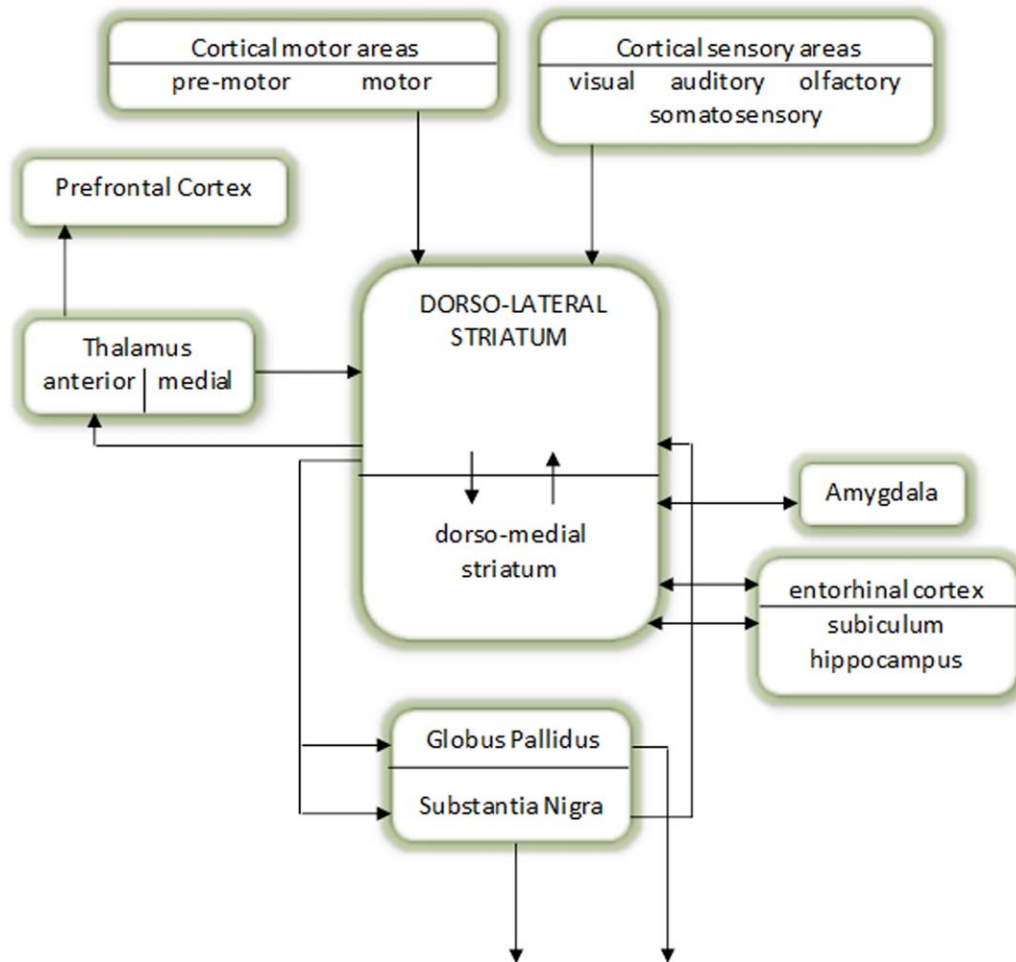 Cortical motor areas
pre-motor motor
Cortical sensory areas
visual auditory olfactory
somatosensory
Prefrontal Cortex
Thalamus
anterior medial
DORSO-LATERAL
STRIATUM
dorso-medial
striatum
Amygdala
entorhinal cortex
subiculum
hippocampus
Globus Pallidus
Substantia Nigra